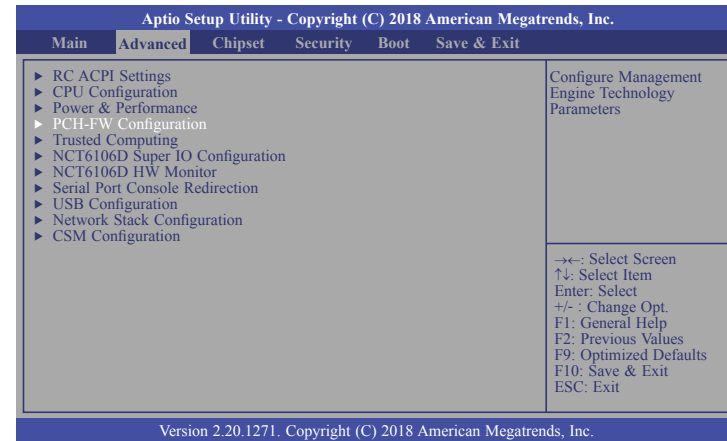 Aptio Setup Utility - Copyright (C) 2018 American Megatrends, Inc.
Main Advanced Chipset Security Boot Save & Exit
► RC ACPI Settings
► CPU Configuration
► Power & Performance
► PCH-FW Configuration
► Trusted Computing
► NCT6106D Super IO Configuration
► NCT6106D HW Monitor
► Serial Port Console Redirection
► USB Configuration
► Network Stack Configuration
► CSM Configuration
Configure Management
Engine Technology
Parameters
→←: Select Screen
↑↓: Select Item
Enter: Select
+/- : Change Opt.
F1: General Help
F2: Previous Values
F9: Optimized Defaults
F10: Save & Exit
ESC: Exit
Version 2.20.1271. Copyright (C) 2018 American Megatrends, Inc.